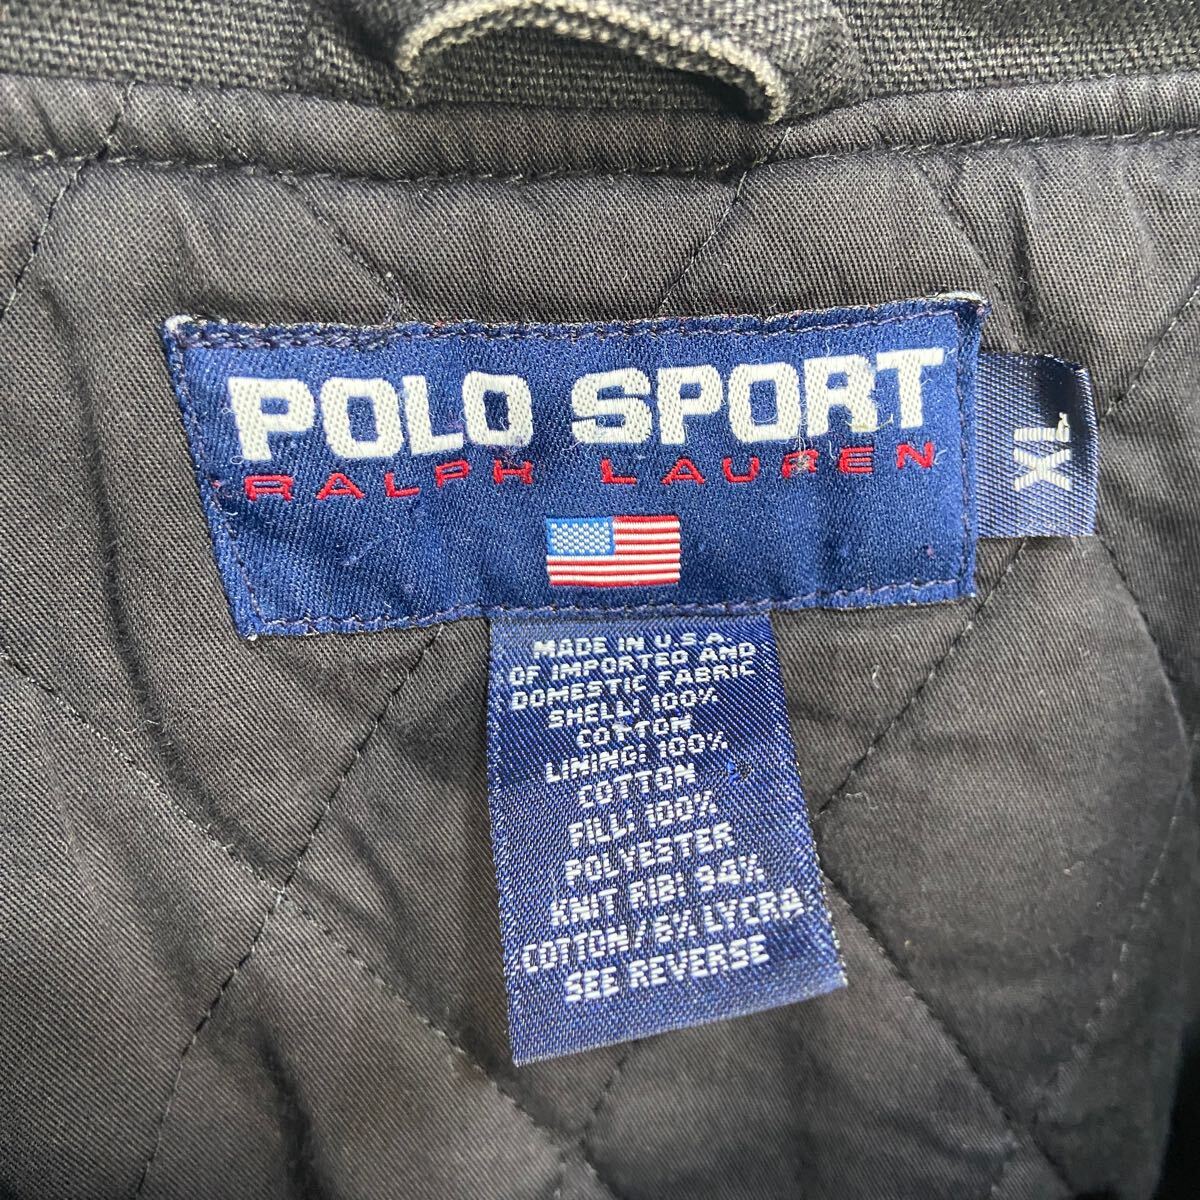 POLO SPORT
RALPH LAUREN
XL
MADE IN U.S.A.
OF IMPORTED AND
DOMESTIC FABRIC
SHELL: 100%
COTTON
LINING: 100%
COTTON
FILL: 100%
POLYESTER
KNIT RIB: 94%
COTTON/6% LYCRA
SEE REVERSE